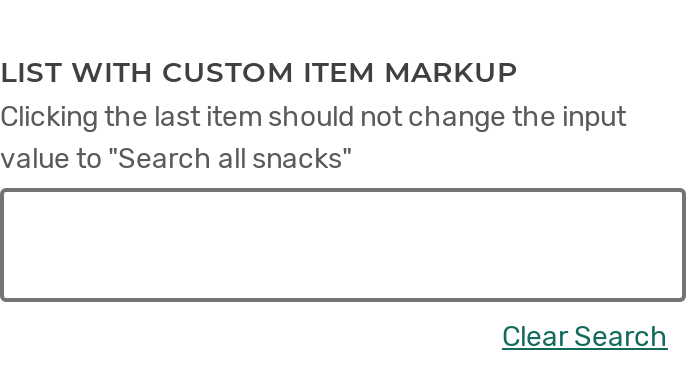 LIST WITH CUSTOM ITEM MARKUP
Clicking the last item should not change the input
value to "Search all snacks"
Clear Search